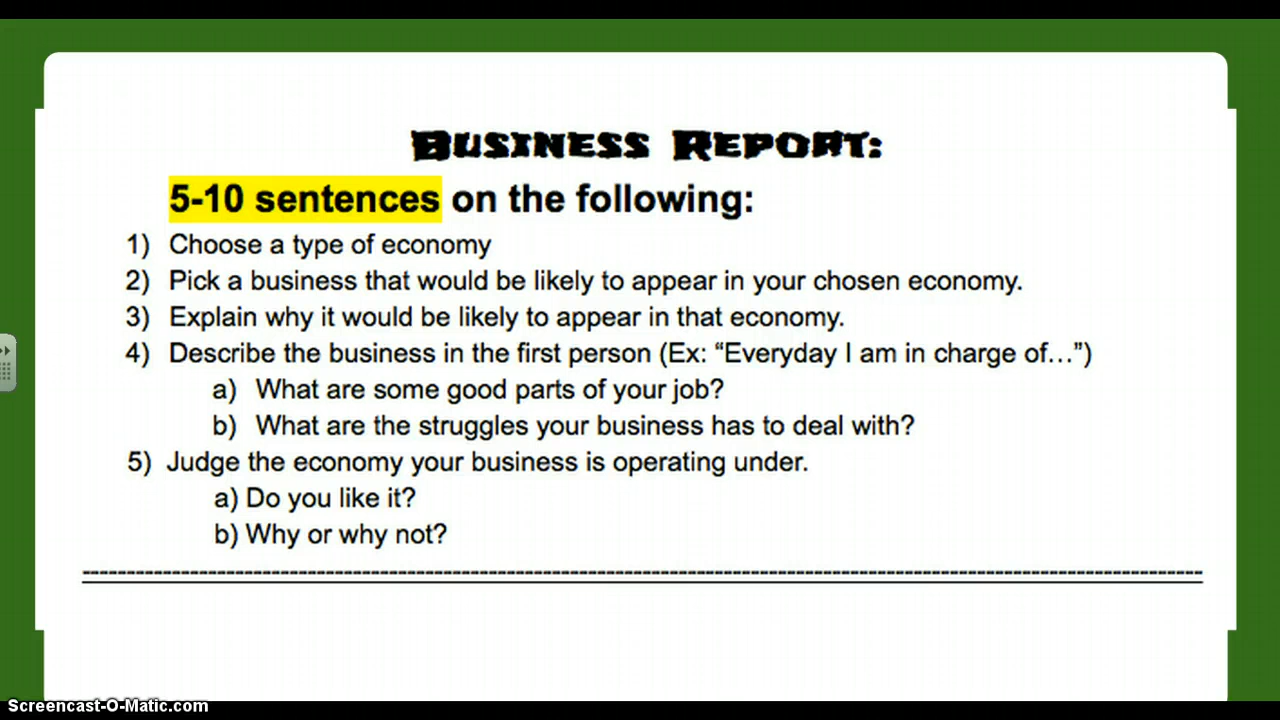 Business Report:
5-10 sentences on the following:
1) Choose a type of economy
2) Pick a business that would be likely to appear in your chosen economy.
3) Explain why it would be likely to appear in that economy.
4) Describe the business in the first person (Ex: “Everyday I am in charge of…”)
a) What are some good parts of your job?
b) What are the struggles your business has to deal with?
5) Judge the economy your business is operating under.
a) Do you like it?
b) Why or why not?
Screencast-O-Matic.com